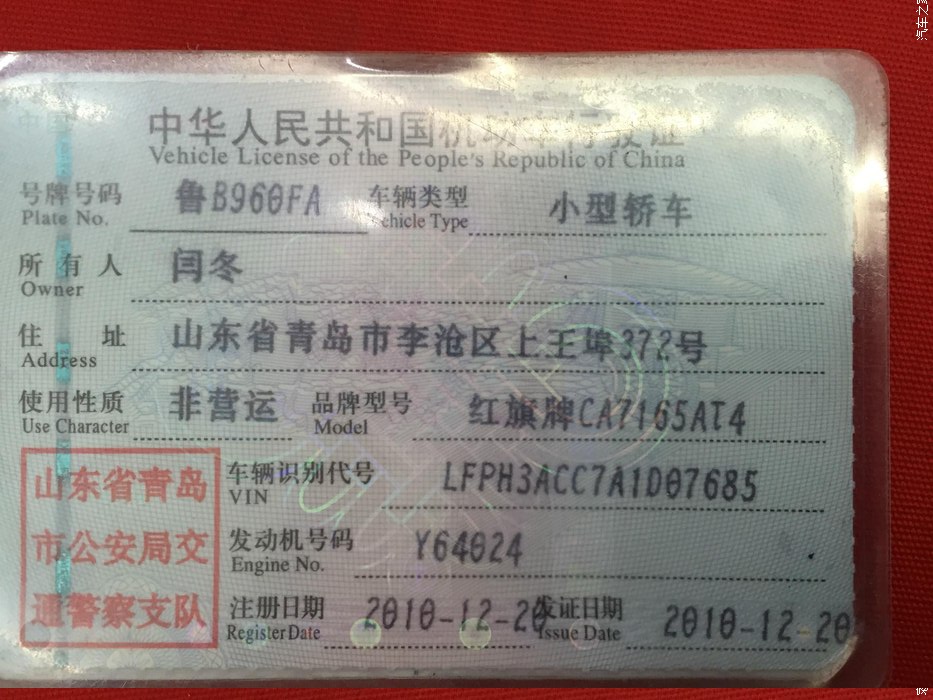 汽车之家
中华人民共和国机动车行驶证
Vehicle License of the People's Republic of China
号牌号码 鲁B960FA 车辆类型 小型轿车
Plate No. Vehicle Type
所有人 闫冬
Owner
住址 山东省青岛市李沧区上王埠372号
Address
使用性质 非营运 品牌型号 红旗牌CA7165AT4
Use Character Model
山东省青岛 车辆识别代号 LFPH3ACC7A1D07685
VIN
市公安局交 发动机号码 Y64024
Engine No.
通警察支队 注册日期 2010-12-20 发证日期 2010-12-20
Register Date Issue Date